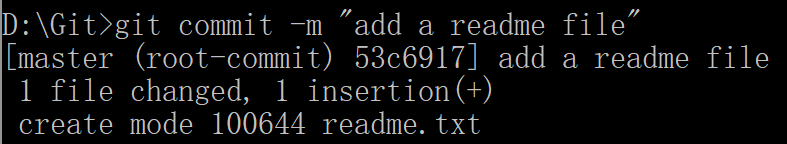 D:\Git>git commit -m "add a readme file"
[master (root-commit) 53c6917] add a readme file
 1 file changed, 1 insertion(+)
 create mode 100644 readme.txt